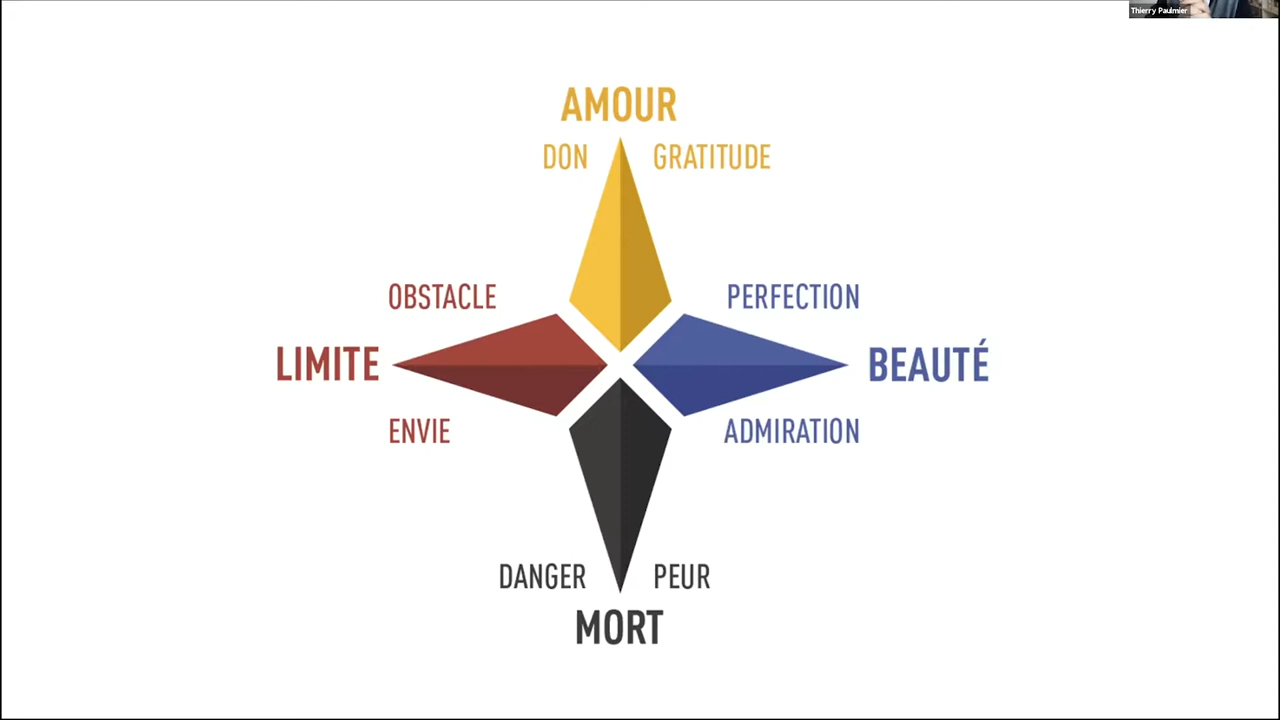 Thierry Paulmier
AMOUR
DON GRATITUDE
OBSTACLE PERFECTION
LIMITE BEAUTÉ
ENVIE ADMIRATION
DANGER PEUR
MORT